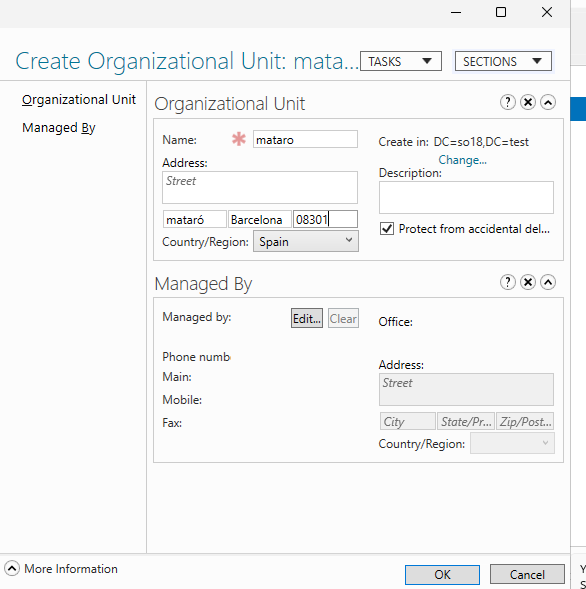 Create Organizational Unit: mata...
TASKS
SECTIONS
Organizational Unit
Managed By
Organizational Unit
Name:
mataro
Create in: DC=so18,DC=test
Change...
Address:
Street
Description:
mataró Barcelona 08301
Protect from accidental del...
Country/Region: Spain
Managed By
Managed by:
Edit...
Clear
Office:
Phone numb
Main:
Mobile:
Fax:
Address:
Street
City State/Pr... Zip/Post...
Country/Region:
More Information
OK
Cancel
Y
S